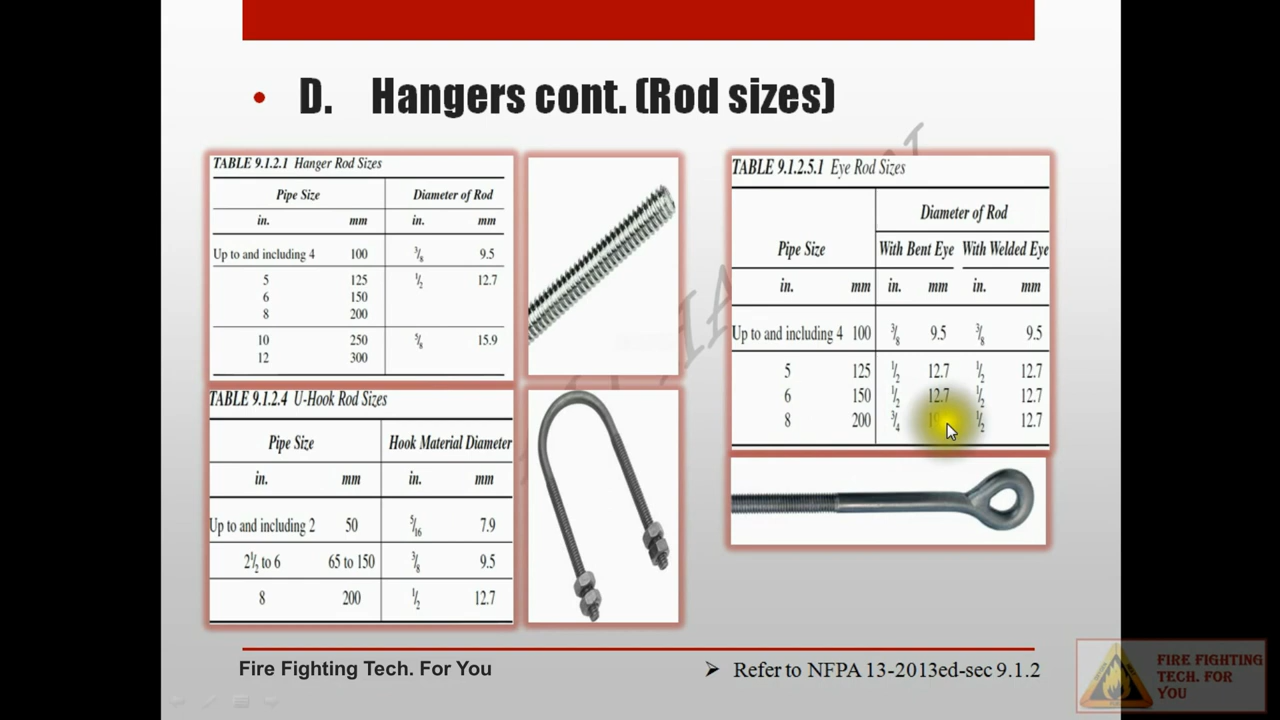 • D. Hangers cont. (Rod sizes)
TABLE 9.1.2.1 Hanger Rod Sizes
Pipe Size Diameter of Rod
in. mm in. mm
Up to and including 4 100 3/8 9.5
5 125 1/2 12.7
6 150
8 200
10 250 5/8 15.9
12 300
TABLE 9.1.2.4 U-Hook Rod Sizes
Pipe Size Hook Material Diameter
in. mm in. mm
Up to and including 2 50 5/16 7.9
2 1/2 to 6 65 to 150 3/8 9.5
8 200 1/2 12.7
TABLE 9.1.2.5.1 Eye Rod Sizes
Diameter of Rod
Pipe Size With Bent Eye With Welded Eye
in. mm in. mm in. mm
Up to and including 4 100 3/8 9.5 3/8 9.5
5 125 1/2 12.7 1/2 12.7
6 150 1/2 12.7 1/2 12.7
8 200 3/4 1/2 12.7
Fire Fighting Tech. For You
➢ Refer to NFPA 13-2013ed-sec 9.1.2
FIRE FIGHTING
TECH. FOR
YOU